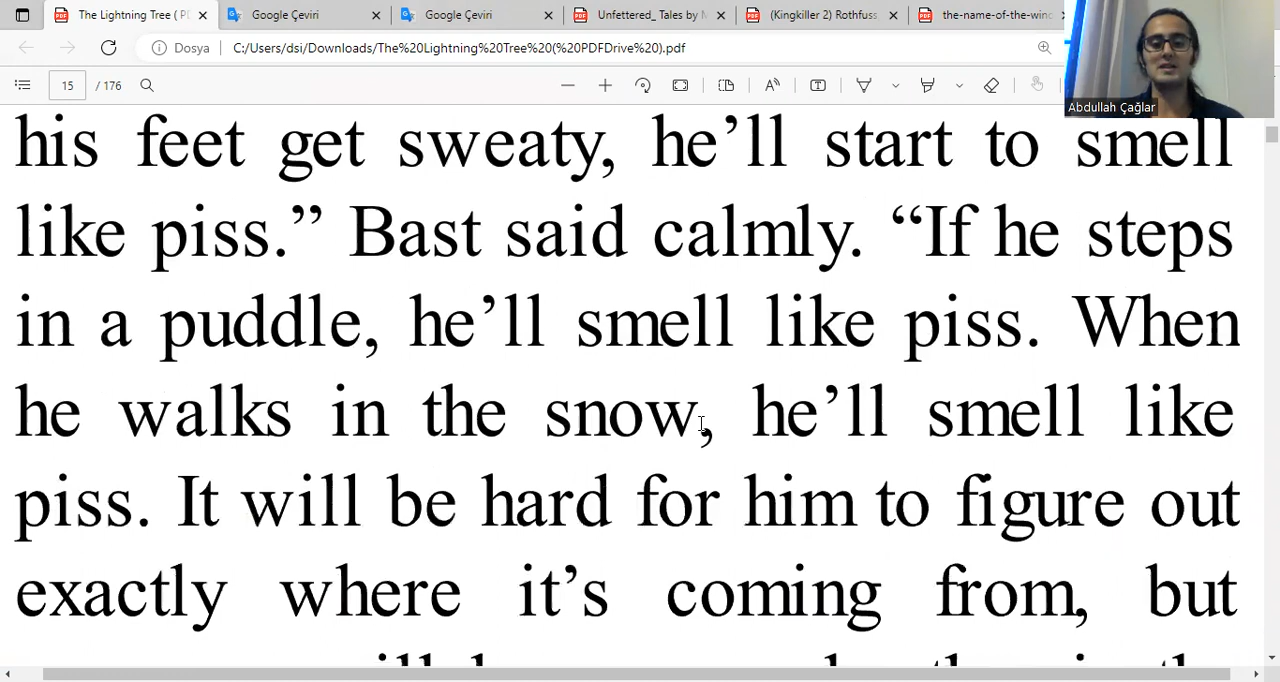 The Lightning Tree ( P
Google Çeviri
Google Çeviri
Unfettered_ Tales by M
(Kingkiller 2) Rothfuss
the-name-of-the-winc
Dosya
C:/Users/dsi/Downloads/The%20Lightning%20Tree%20(%20PDFDrive%20).pdf
15 / 176
Abdullah Çağlar
his feet get sweaty, he’ll start to smell
like piss.” Bast said calmly. “If he steps
in a puddle, he’ll smell like piss. When
he walks in the snow, he’ll smell like
piss. It will be hard for him to figure out
exactly where it’s coming from, but